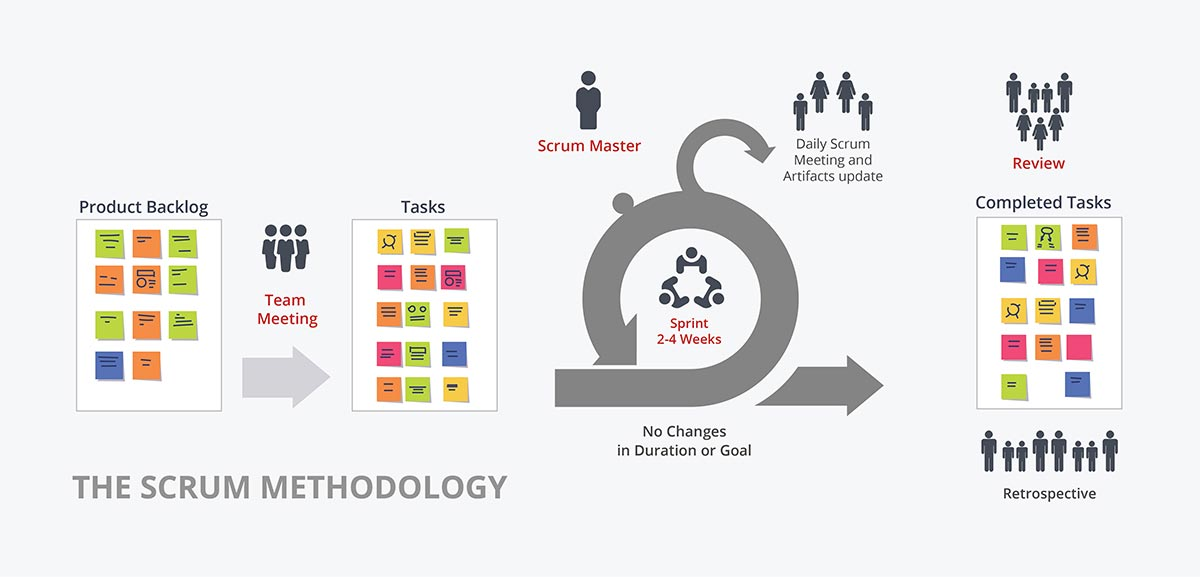 Product Backlog
Team
Meeting
Tasks
Scrum Master
Daily Scrum
Meeting and
Artifacts update
Sprint
2-4 Weeks
No Changes
in Duration or Goal
Review
Completed Tasks
Retrospective
THE SCRUM METHODOLOGY